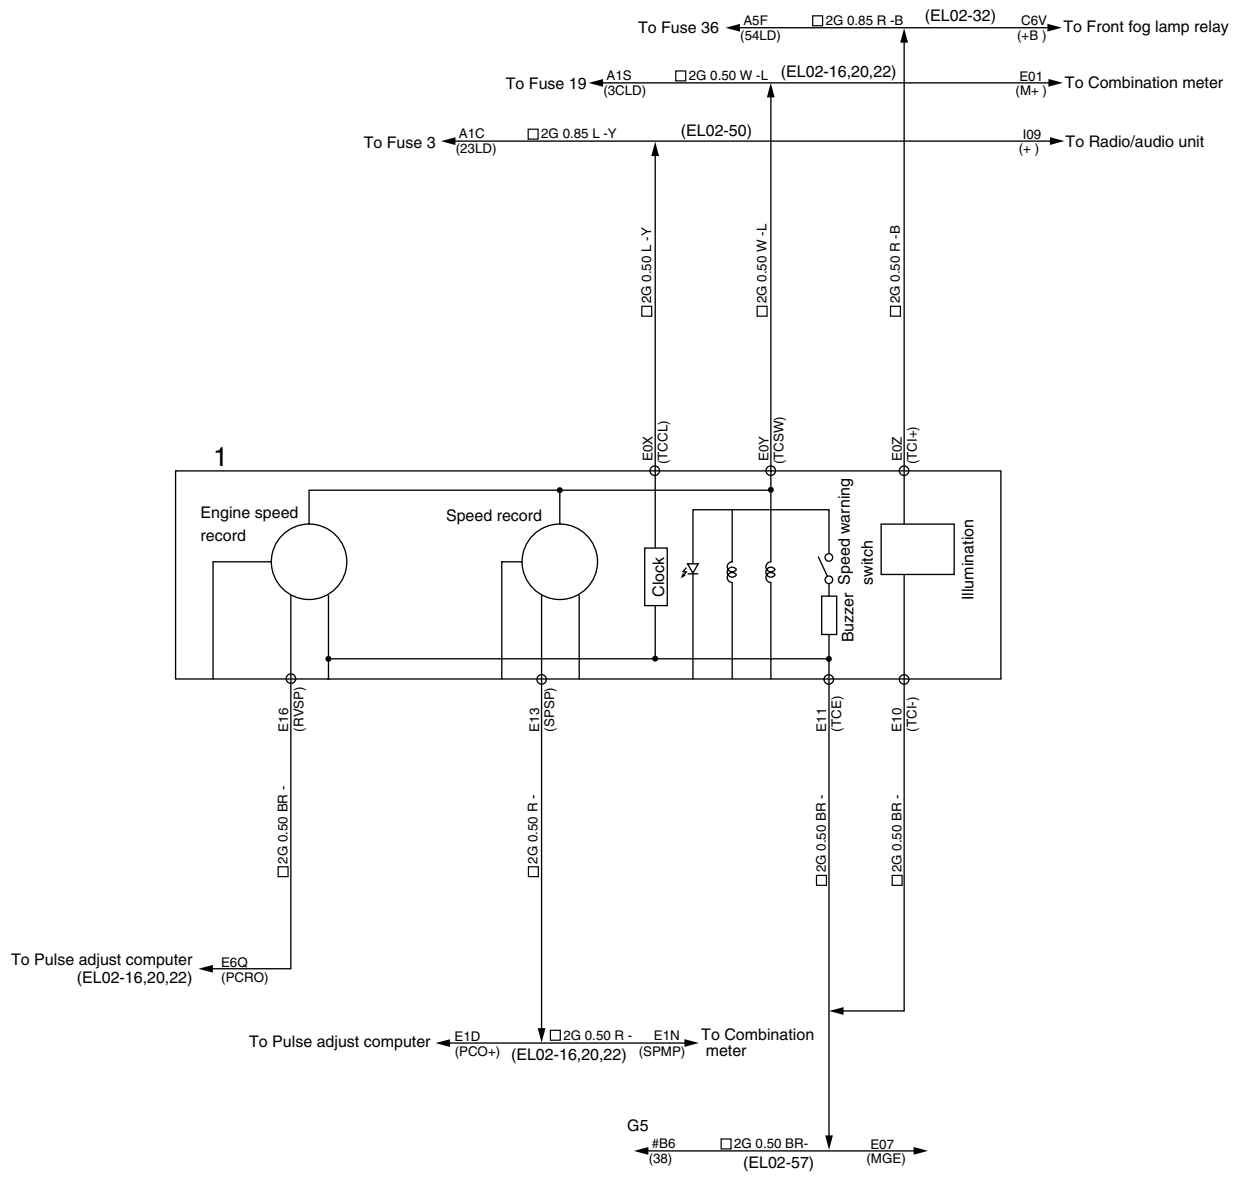 To Fuse 36 A5F (54LD) 2G 0.85 R -B (EL02-32) C6V (+B ) To Front fog lamp relay
To Fuse 19 A1S (3CLD) 2G 0.50 W -L (EL02-16,20,22) E01 (M+ ) To Combination meter
To Fuse 3 A1C (23LD) 2G 0.85 L -Y (EL02-50) I09 (+ ) To Radio/audio unit
2G 0.50 L -Y
2G 0.50 W -L
2G 0.50 R -B
E0X (TCCL)
E0Y (TCSW)
E0Z (TCI+)
1
Engine speed
record
Speed record
Clock
Buzzer
Speed warning
switch
Illumination
E16 (RVSP)
E13 (SPSP)
E11 (TCE)
E10 (TCI-)
2G 0.50 BR -
2G 0.50 R -
2G 0.50 BR -
2G 0.50 BR -
To Pulse adjust computer
(EL02-16,20,22)
E6Q
(PCRO)
To Pulse adjust computer E1D (PCO+) 2G 0.50 R - (EL02-16,20,22) E1N (SPMP) To Combination
meter
G5
#B6 (38) 2G 0.50 BR- (EL02-57) E07 (MGE)